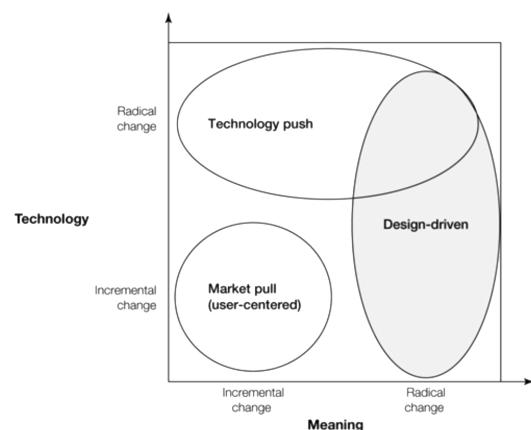 Radical
change
Technology push
Technology
Design-driven
Incremental
change
Market pull
(user-centered)
Incremental
change
Radical
change
Meaning